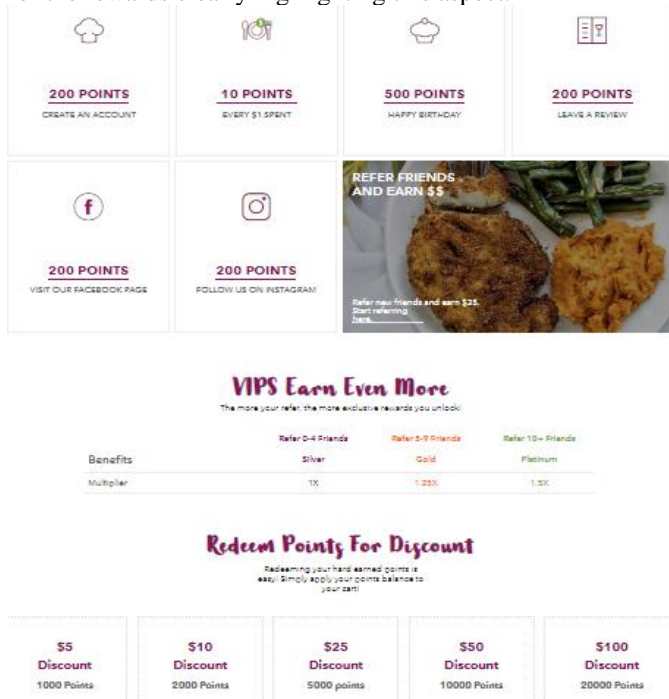 200 POINTS
CREATE AN ACCOUNT
10 POINTS
EVERY $1 SPENT
500 POINTS
HAPPY BIRTHDAY
200 POINTS
LEAVE A REVIEW
200 POINTS
VISIT OUR FACEBOOK PAGE
200 POINTS
FOLLOW US ON INSTAGRAM
REFER FRIENDS
AND EARN $$
Refer new friends and earn $25.
Start referring
here.
VIPS Earn Even More
The more your refer, the more exclusive rewards you unlock!
Refer 0-4 Friends Refer 5-9 Friends Refer 10+ Friends
Benefits Silver Gold Platinum
Multiplier 1X 1.25X 1.5X
Redeem Points For Discount
Redeeming your hard earned points is
easy! Simply apply your points balance to
your cart!
$5
Discount
1000 Points
$10
Discount
2000 Points
$25
Discount
5000 points
$50
Discount
10000 Points
$100
Discount
20000 Points